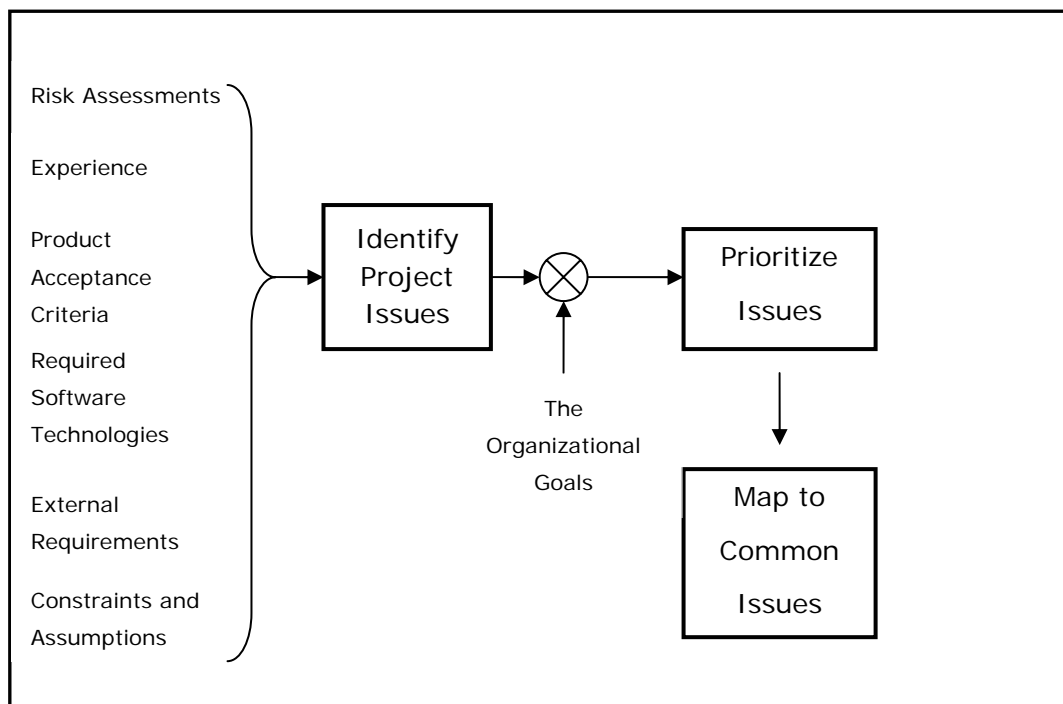 Risk Assessments
Experience
Product
Acceptance
Criteria
Required
Software
Technologies
External
Requirements
Constraints and
Assumptions
Identify
Project
Issues
The
Organizational
Goals
Prioritize
Issues
Map to
Common
Issues